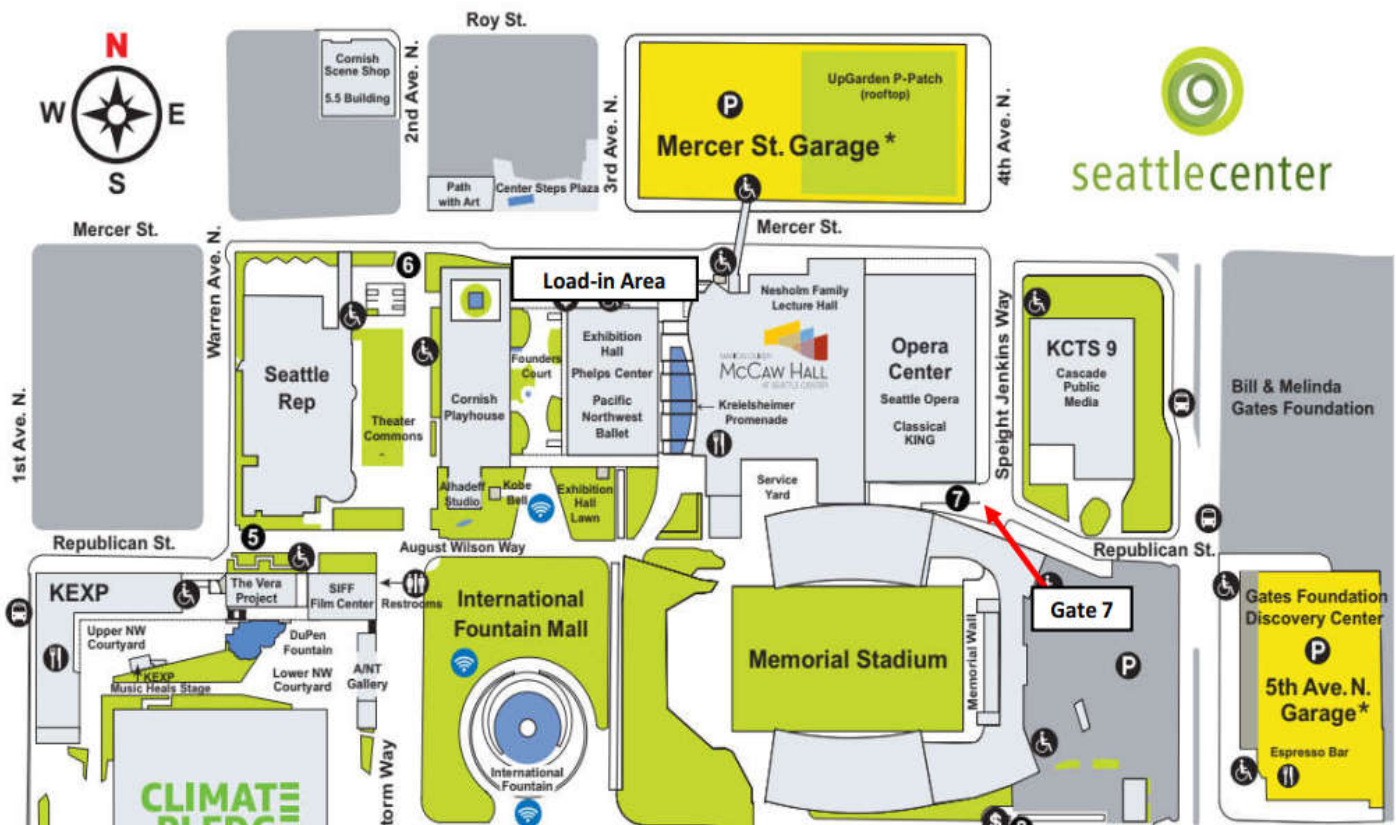 N
W
E
S
Roy St.
Cornish
Scene Shop
5.5 Building
2nd Ave. N.
Path
with Art
Center Steps Plaza
3rd Ave. N.
P
UpGarden P-Patch
(rooftop)
Mercer St. Garage*
4th Ave. N.
seattlecenter
Mercer St.
Mercer St.
Warren Ave. N.
1st Ave. N.
6
Load-in Area
Seattle
Rep
Theater
Commons
Cornish
Playhouse
Founders
Court
Exhibition
Hall
Phelps Center
Pacific
Northwest
Ballet
Nesholm Family
Lecture Hall
McCAW HALL
AT SEATTLE CENTER
Kreielsheimer
Promenade
Opera
Center
Seattle Opera
Classical
KING
Speight Jenkins Way
KCTS 9
Cascade
Public
Media
Bill & Melinda
Gates Foundation
Alhadeff
Studio
Kobe
Bell
Exhibition
Hall
Lawn
Service
Yard
7
5
Republican St.
August Wilson Way
Republican St.
KEXP
The Vera
Project
SIFF
Film Center
Restrooms
Upper NW
Courtyard
DuPen
Fountain
KEXP
Music Heals Stage
Lower NW
Courtyard
A/NT
Gallery
International
Fountain Mall
International
Fountain
Memorial Stadium
Memorial Wall
Gate 7
P
Gates Foundation
Discovery Center
P
5th Ave. N.
Garage*
Espresso Bar
CLIMATE
PLEDGE
$